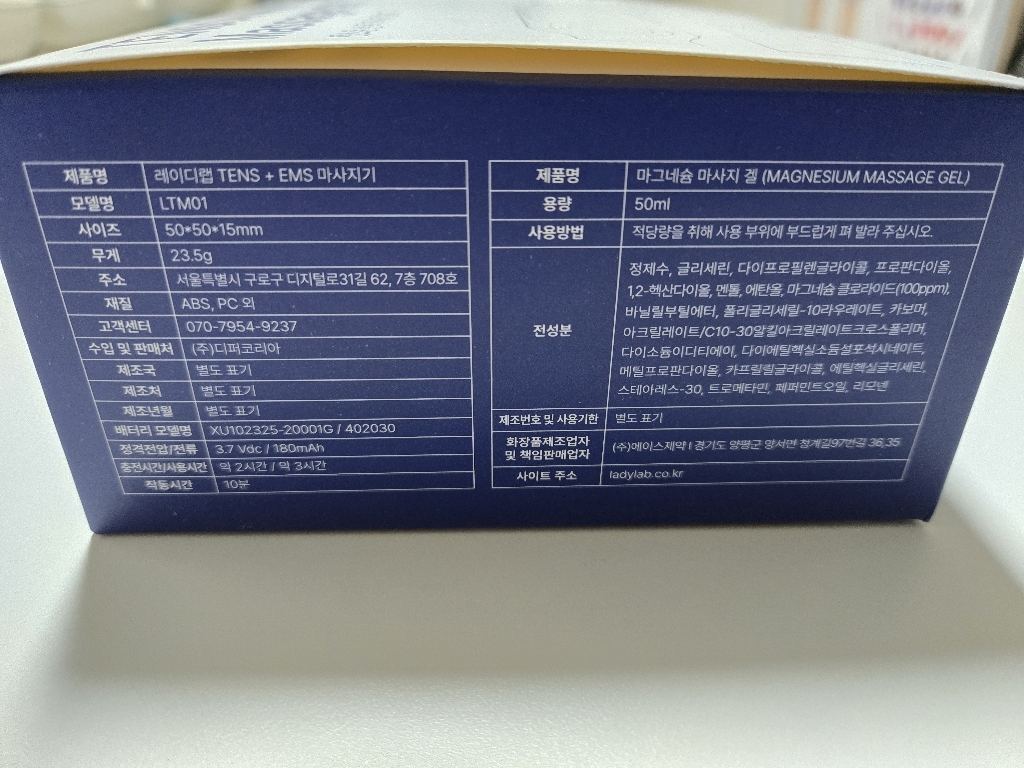 제품명 레이디랩 TENS + EMS 마사지기
모델명 LTM01
사이즈 50*50*15mm
무게 23.5g
주소 서울특별시 구로구 디지털로31길 62, 7층 708호
재질 ABS, PC 외
고객센터 070-7954-9237
수입 및 판매처 (주)디퍼코리아
제조국 별도 표기
제조처 별도 표기
제조년월 별도 표기
배터리 모델명 XU102325-20001G / 402030
정격전압/전류 3.7 Vdc / 180mAh
충전시간/사용시간 약 2시간 / 약 3시간
작동시간 10분
제품명 마그네슘 마사지 겔 (MAGNESIUM MASSAGE GEL)
용량 50ml
사용방법 적당량을 취해 사용 부위에 부드럽게 펴 발라 주십시오.
전성분
정제수, 글리세린, 다이프로필렌글라이콜, 프로판다이올,
1,2-헥산다이올, 멘톨, 에탄올, 마그네슘 클로라이드(100ppm),
바닐릴부틸에터, 폴리글리세릴-10라우레이트, 카보머,
아크릴레이트/C10-30알킬아크릴레이트크로스폴리머,
다이소듐이디티에이, 다이에틸헥실소듐설포석시네이트,
메틸프로판다이올, 카프릴릴글라이콜, 에틸헥실글리세린,
스테아레스-30, 트로메타민, 페퍼민트오일, 리모넨
제조번호 및 사용기한 별도 표기
화장품제조업자
및 책임판매업자
(주)에이스제약 I 경기도 양평군 양서면 청계길97번길 36,35
사이트 주소 ladylab.co.kr